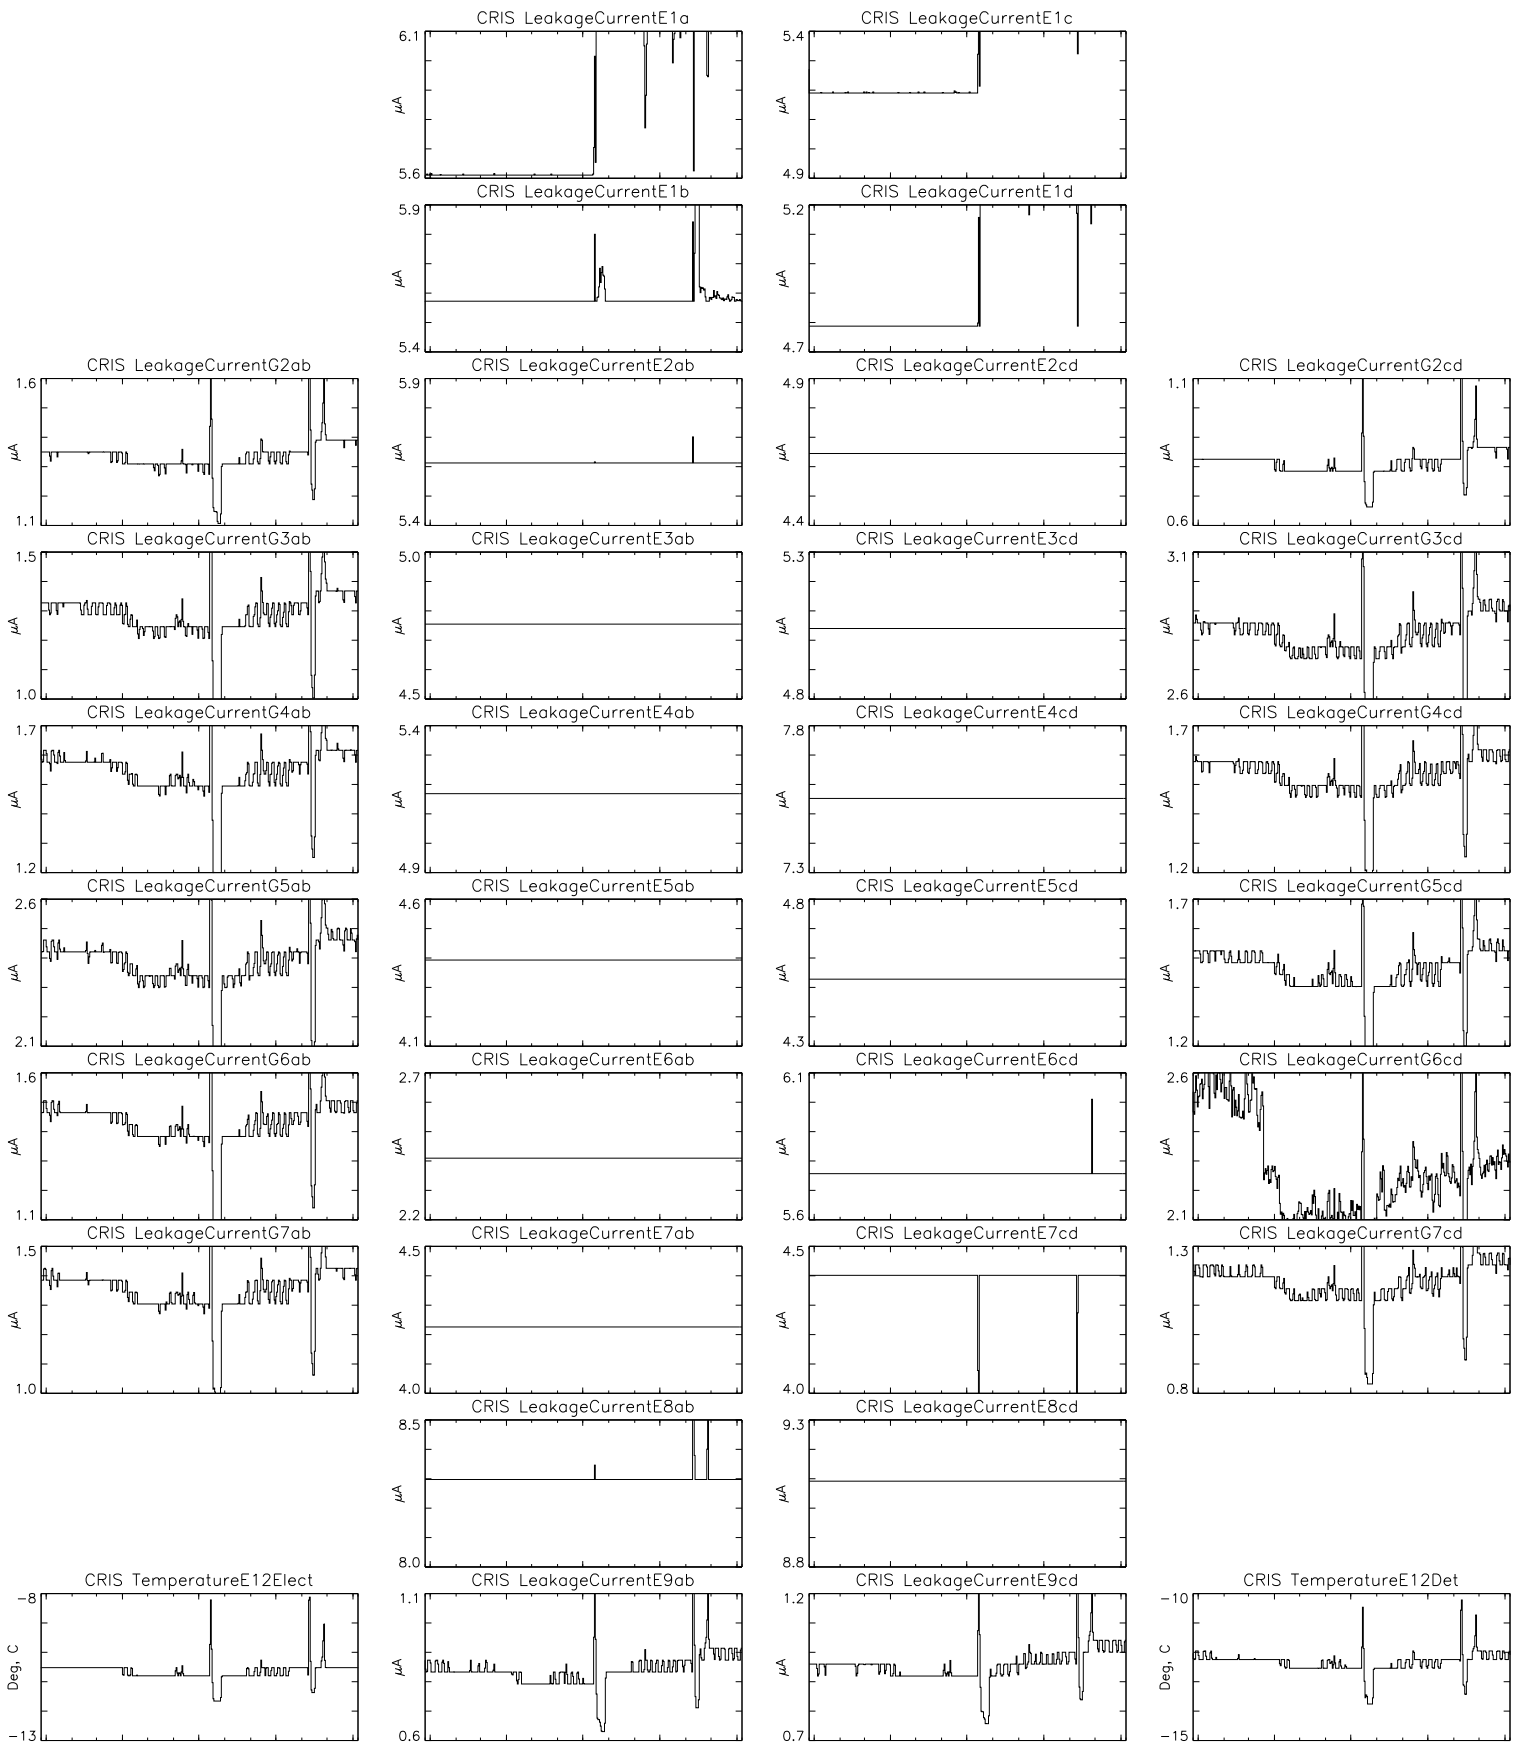 CRIS LeakageCurrentE1a
CRIS LeakageCurrentE1c
6.1
μA
5.6
5.4
μA
4.9
CRIS LeakageCurrentE1b
CRIS LeakageCurrentE1d
5.9
μA
5.4
5.2
μA
4.7
CRIS LeakageCurrentG2ab
CRIS LeakageCurrentE2ab
CRIS LeakageCurrentE2cd
CRIS LeakageCurrentG2cd
1.6
μA
1.1
5.9
μA
5.4
4.9
μA
4.4
1.1
μA
0.6
CRIS LeakageCurrentG3ab
CRIS LeakageCurrentE3ab
CRIS LeakageCurrentE3cd
CRIS LeakageCurrentG3cd
1.5
μA
1.0
5.0
μA
4.5
5.3
μA
4.8
3.1
μA
2.6
CRIS LeakageCurrentG4ab
CRIS LeakageCurrentE4ab
CRIS LeakageCurrentE4cd
CRIS LeakageCurrentG4cd
1.7
μA
1.2
5.4
μA
4.9
7.8
μA
7.3
1.7
μA
1.2
CRIS LeakageCurrentG5ab
CRIS LeakageCurrentE5ab
CRIS LeakageCurrentE5cd
CRIS LeakageCurrentG5cd
2.6
μA
2.1
4.6
μA
4.1
4.8
μA
4.3
1.7
μA
1.2
CRIS LeakageCurrentG6ab
CRIS LeakageCurrentE6ab
CRIS LeakageCurrentE6cd
CRIS LeakageCurrentG6cd
1.6
μA
1.1
2.7
μA
2.2
6.1
μA
5.6
2.6
μA
2.1
CRIS LeakageCurrentG7ab
CRIS LeakageCurrentE7ab
CRIS LeakageCurrentE7cd
CRIS LeakageCurrentG7cd
1.5
μA
1.0
4.5
μA
4.0
4.5
μA
4.0
1.3
μA
0.8
CRIS LeakageCurrentE8ab
CRIS LeakageCurrentE8cd
8.5
μA
8.0
9.3
μA
8.8
CRIS TemperatureE12Elect
CRIS LeakageCurrentE9ab
CRIS LeakageCurrentE9cd
CRIS TemperatureE12Det
-8
Deg, C
-13
1.1
μA
0.6
1.2
μA
0.7
-10
Deg, C
-15